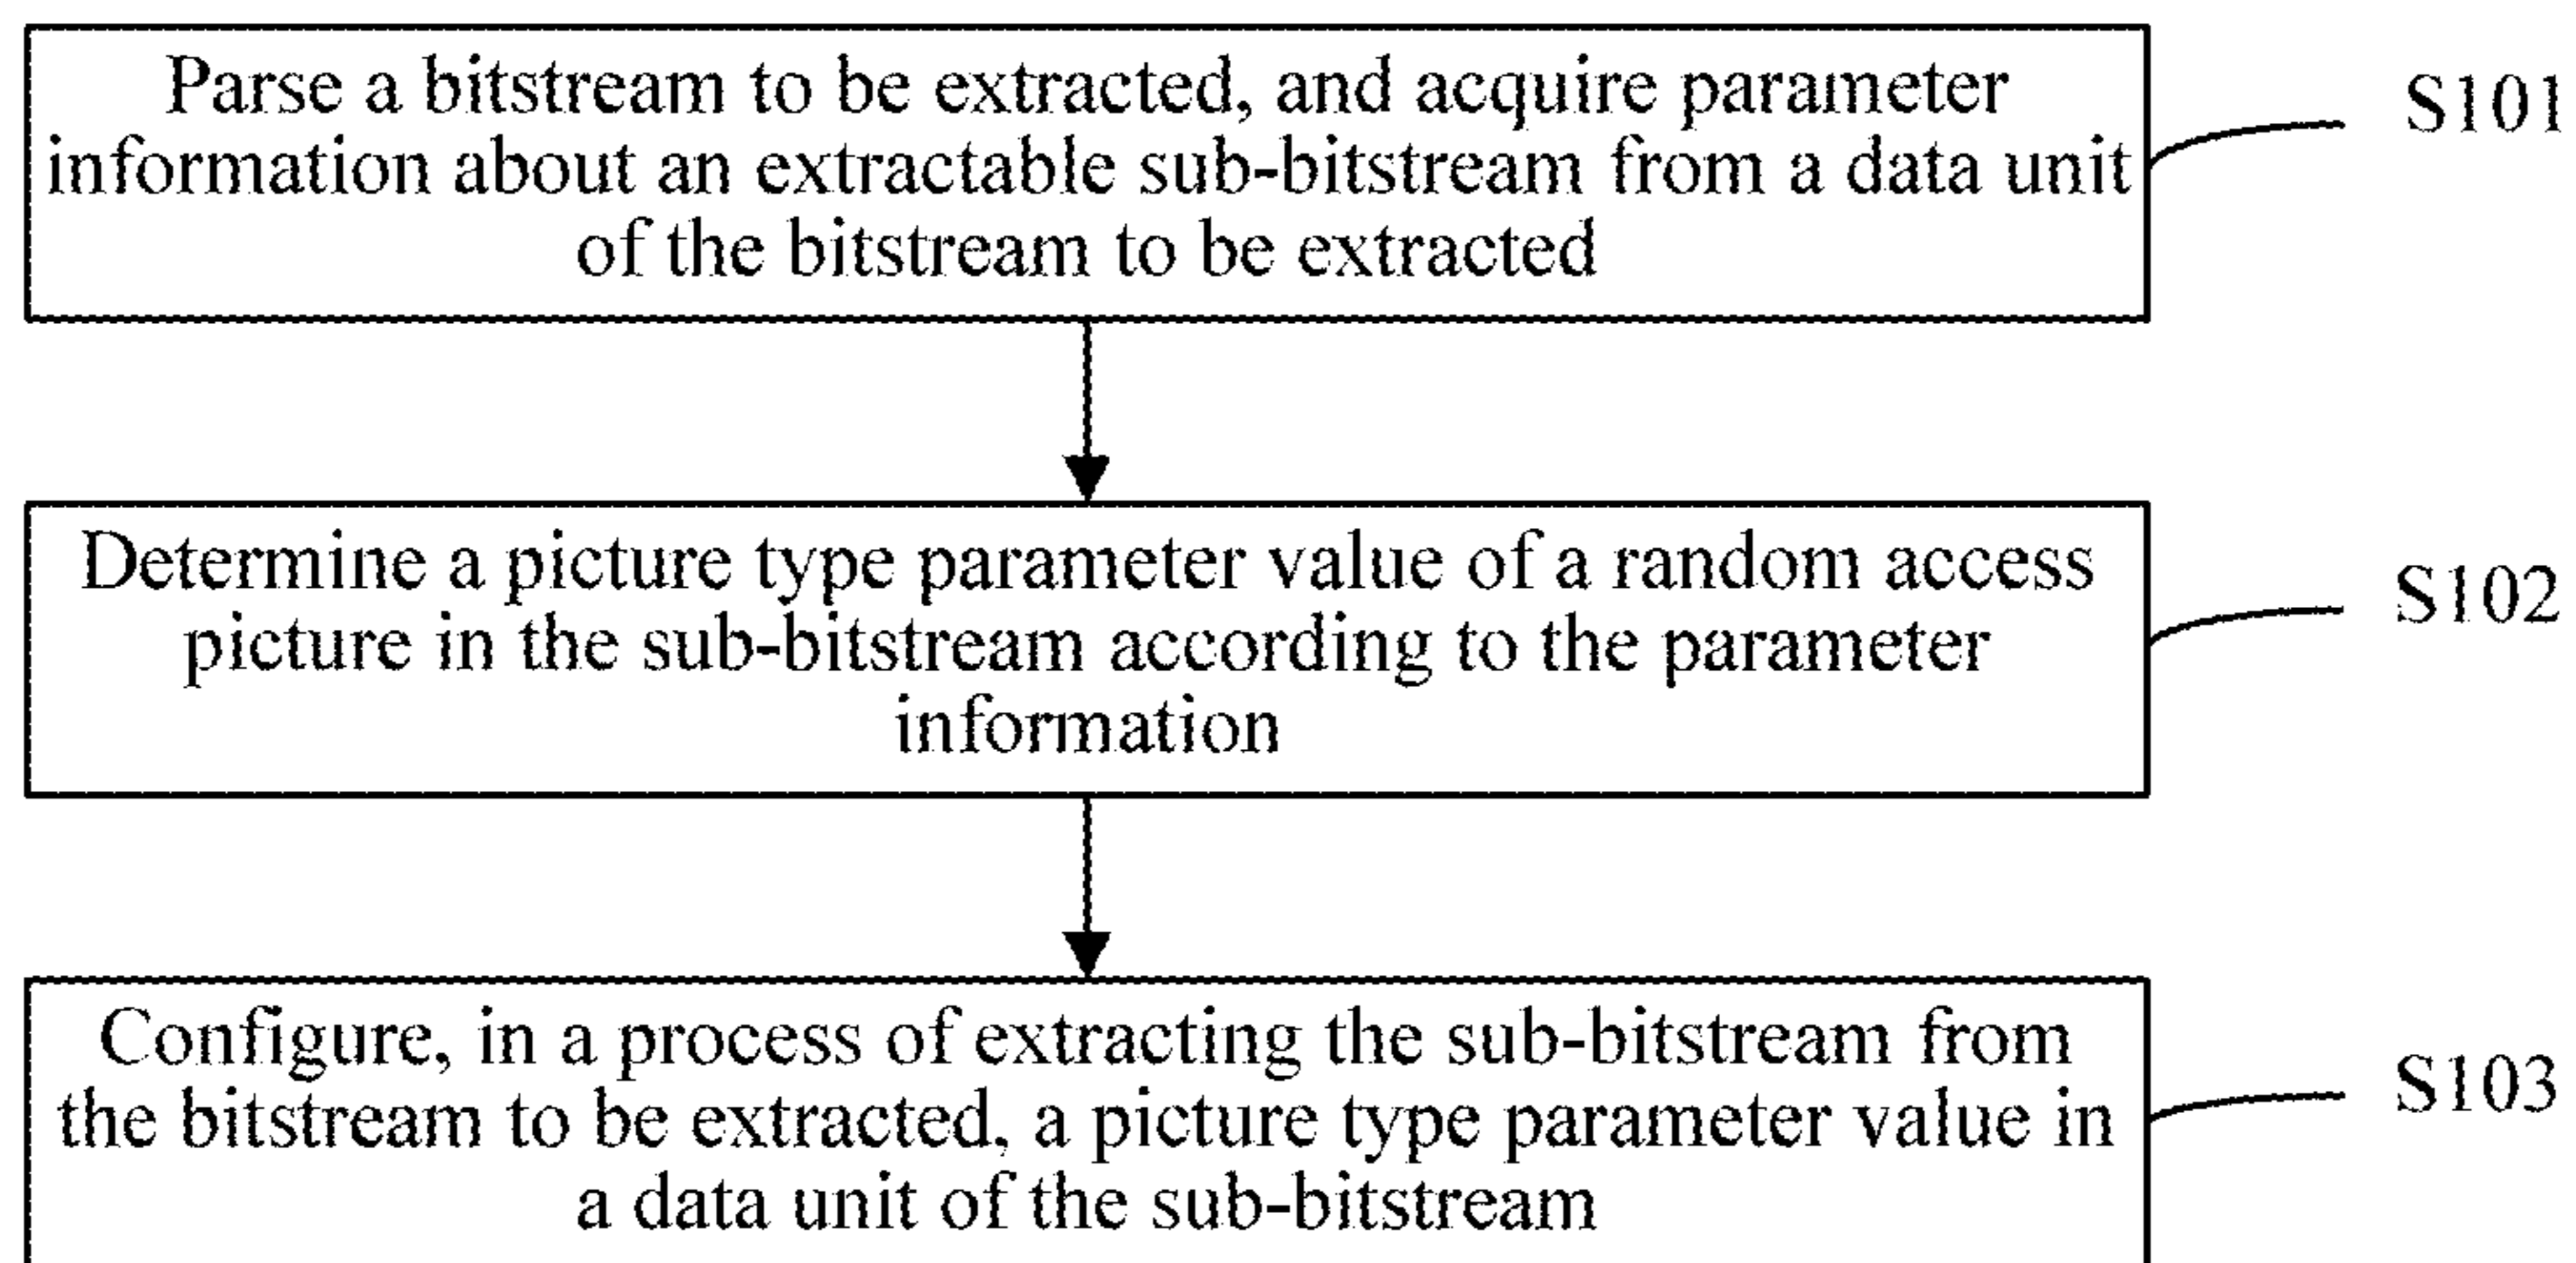 Parse a bitstream to be extracted, and acquire parameter
information about an extractable sub-bitstream from a data unit
of the bitstream to be extracted
S101
Determine a picture type parameter value of a random access
picture in the sub-bitstream according to the parameter
information
S102
Configure, in a process of extracting the sub-bitstream from
the bitstream to be extracted, a picture type parameter value in
a data unit of the sub-bitstream
S103